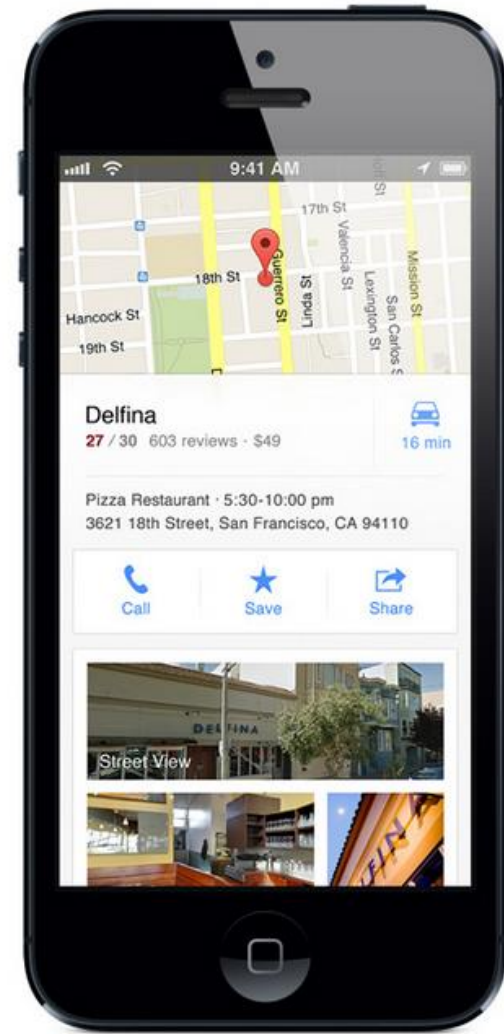 9:41 AM
17th St
18th St
Guerrero St
Linda St
Valencia St
Lexington St
San Carlos S
Mission St
Hancock St
19th St
Delfina
27 / 30 603 reviews · $49
16 min
Pizza Restaurant · 5:30-10:00 pm
3621 18th Street, San Francisco, CA 94110
Call
Save
Share
DELFINA
Street View
LFINA